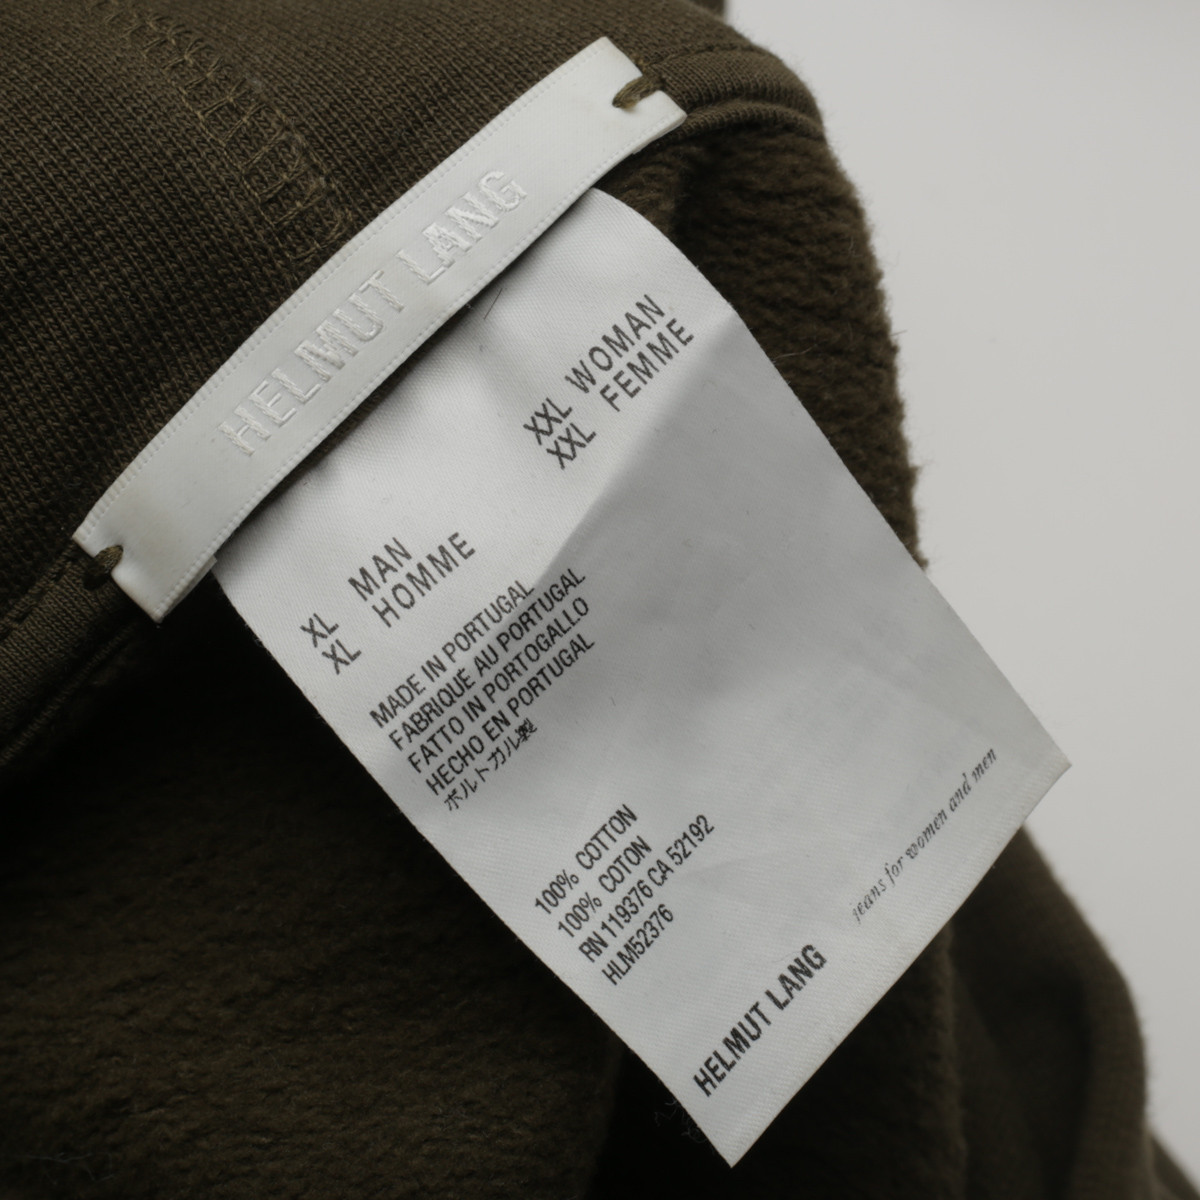 HELMUT LANG
XXL WOMAN
XXL FEMME
XL MAN
XL HOMME
MADE IN PORTUGAL
FABRIQUÉ AU PORTUGAL
FATTO IN PORTOGALLO
HECHO EN PORTUGAL
ポルトガル製
100% COTTON
100% COTON
RN 119376 CA 52192
HLM52376
HELMUT LANG
jeans for women and men